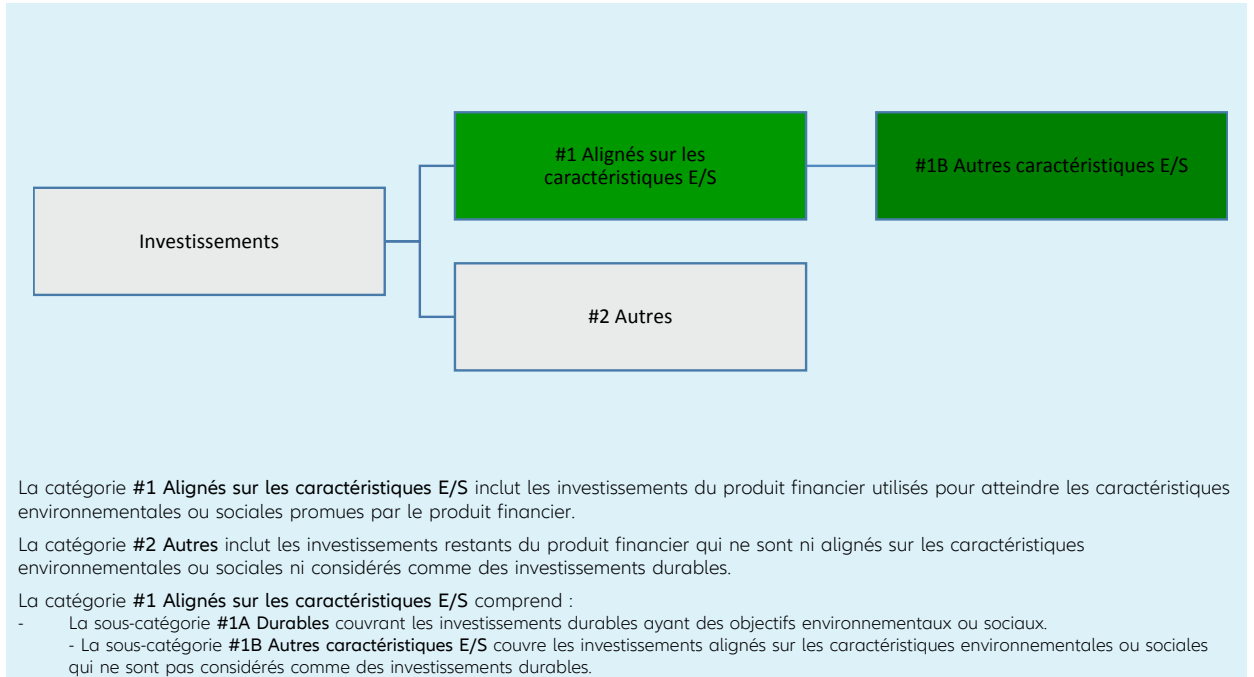 #1 Alignés sur les
caractéristiques E/S
#1B Autres caractéristiques E/S
Investissements
#2 Autres
La catégorie #1 Alignés sur les caractéristiques E/S inclut les investissements du produit financier utilisés pour atteindre les caractéristiques
environnementales ou sociales promues par le produit financier.
La catégorie #2 Autres inclut les investissements restants du produit financier qui ne sont ni alignés sur les caractéristiques
environnementales ou sociales ni considérés comme des investissements durables.
La catégorie #1 Alignés sur les caractéristiques E/S comprend :
- La sous-catégorie #1A Durables couvrant les investissements durables ayant des objectifs environnementaux ou sociaux.
- La sous-catégorie #1B Autres caractéristiques E/S couvre les investissements alignés sur les caractéristiques environnementales ou sociales
qui ne sont pas considérés comme des investissements durables.